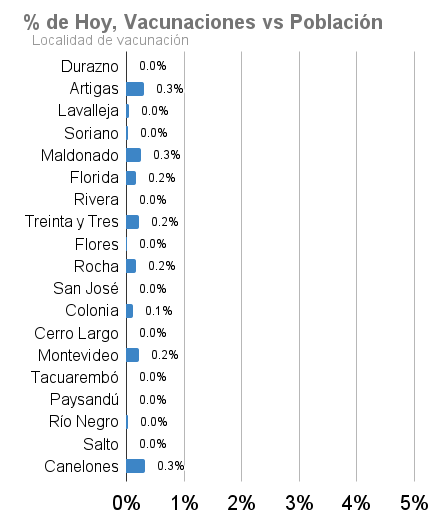 % de Hoy, Vacunaciones vs Población
Localidad de vacunación
Durazno 0.0%
Artigas 0.3%
Lavalleja 0.0%
Soriano 0.0%
Maldonado 0.3%
Florida 0.2%
Rivera 0.0%
Treinta y Tres 0.2%
Flores 0.0%
Rocha 0.2%
San José 0.0%
Colonia 0.1%
Cerro Largo 0.0%
Montevideo 0.2%
Tacuarembó 0.0%
Paysandú 0.0%
Río Negro 0.0%
Salto 0.0%
Canelones 0.3%
0% 1% 2% 3% 4% 5%